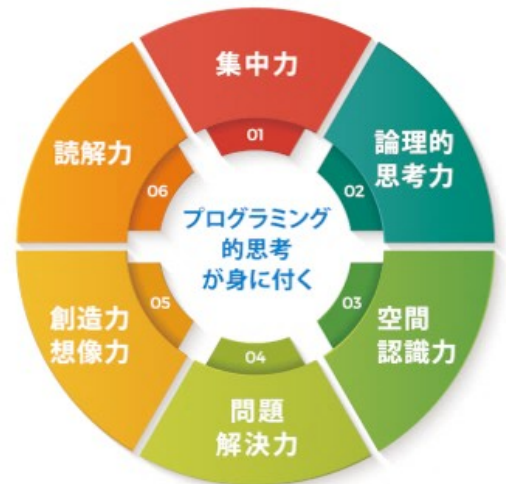 集中力
01
論理的
思考力
02
空間
認識力
03
問題
解決力
04
創造力
想像力
05
読解力
06
プログラミング
的思考
が身に付く